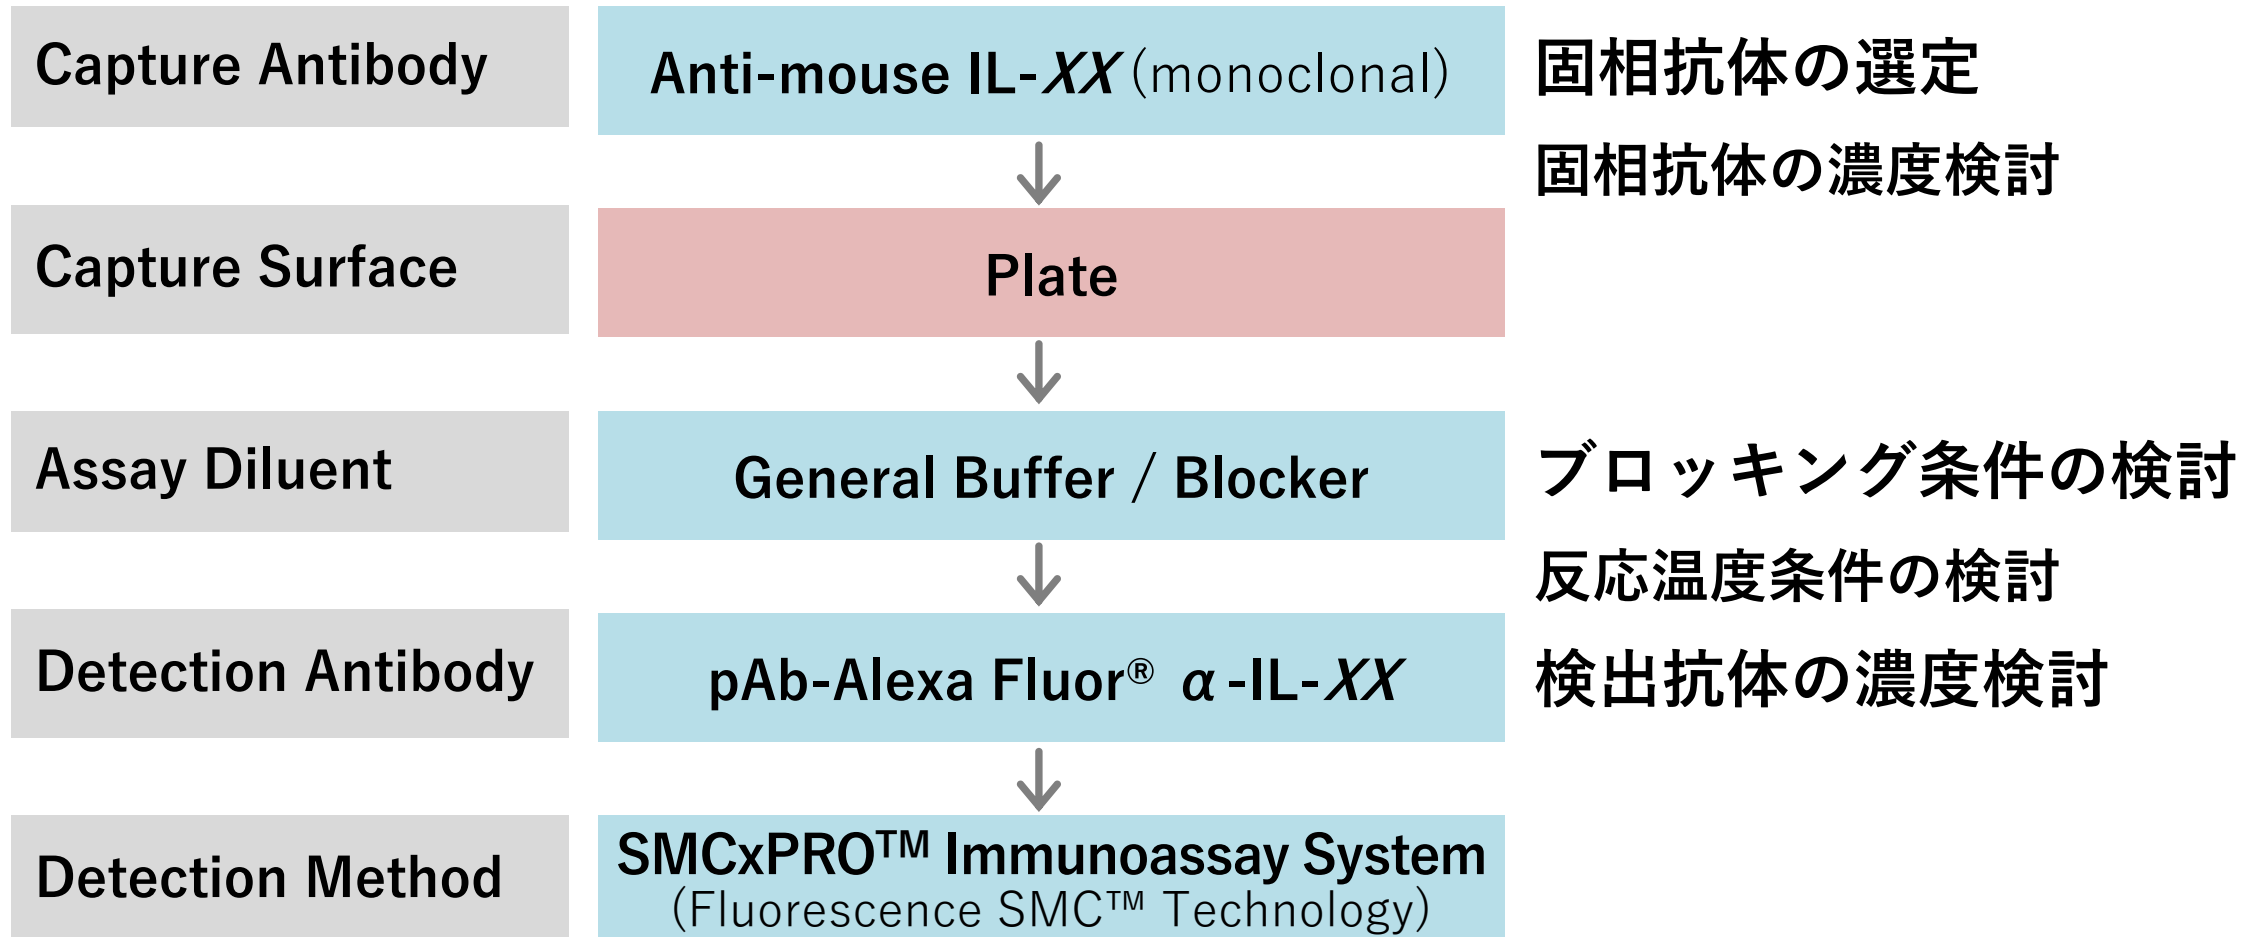 Capture Antibody
Anti-mouse IL-XX (monoclonal)
固相抗体の選定
固相抗体の濃度検討
Capture Surface
Plate
Assay Diluent
General Buffer / Blocker
ブロッキング条件の検討
反応温度条件の検討
Detection Antibody
pAb-Alexa Fluor® α-IL-XX
検出抗体の濃度検討
Detection Method
SMCxPRO™ Immunoassay System
(Fluorescence SMC™ Technology)